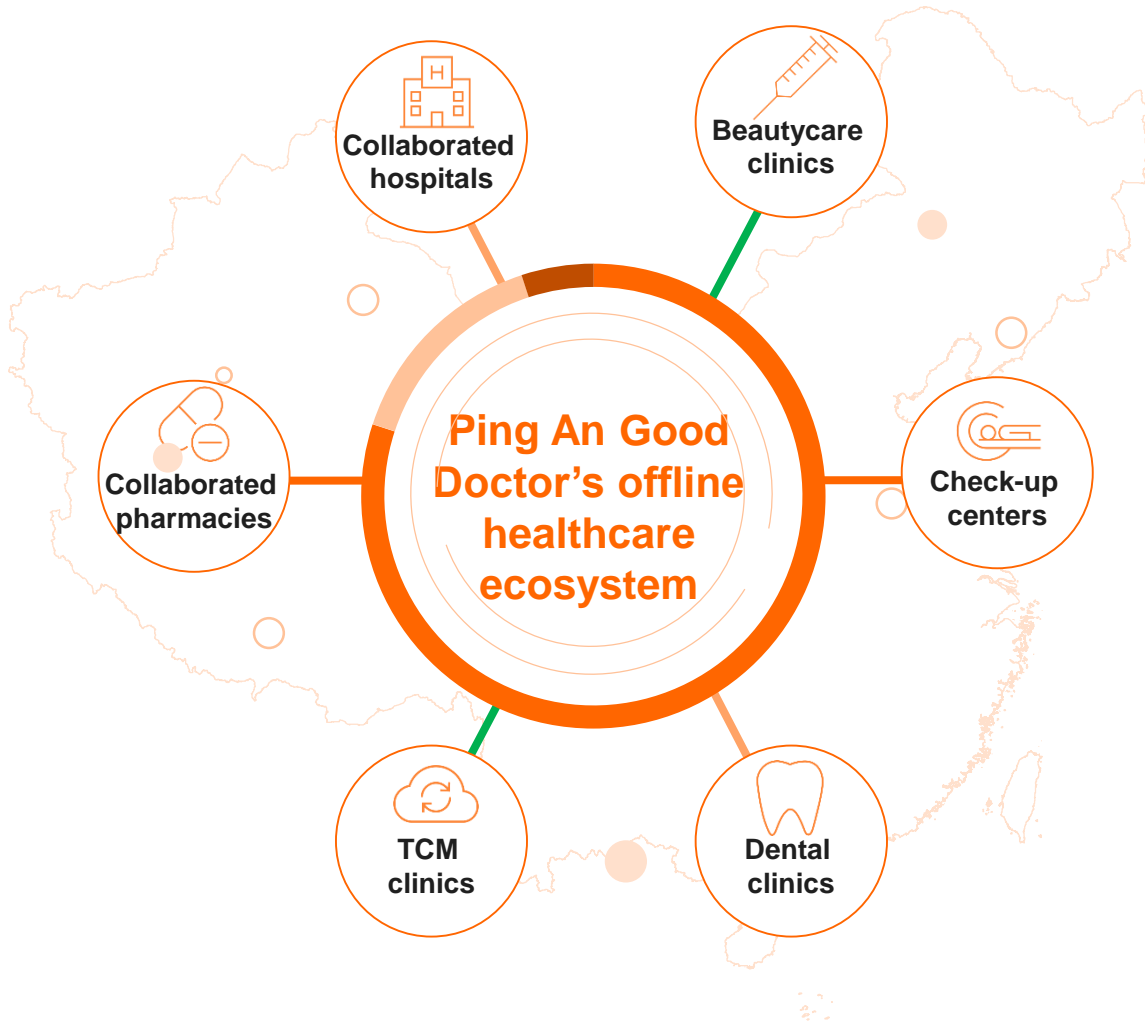 H
Collaborated
hospitals
Beautycare
clinics
Ping An Good
Doctor’s offline
healthcare
ecosystem
Collaborated
pharmacies
Check-up
centers
TCM
clinics
Dental
clinics